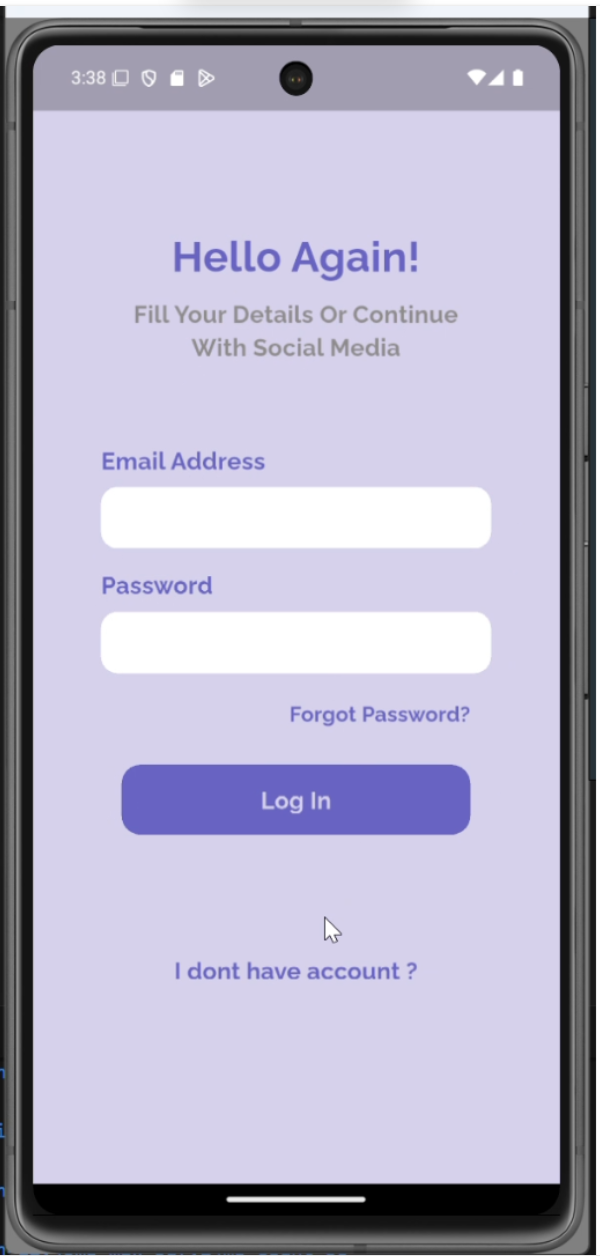 3:38
Hello Again!
Fill Your Details Or Continue
With Social Media
Email Address
Password
Forgot Password?
Log In
I dont have account ?